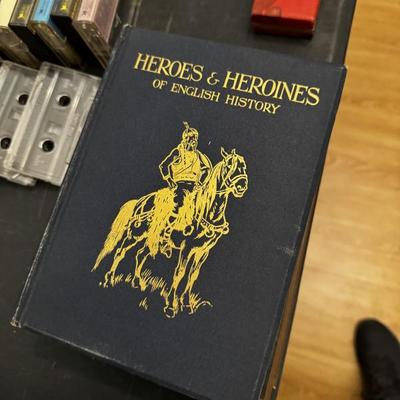 HEROES & HEROINES
OF ENGLISH HISTORY